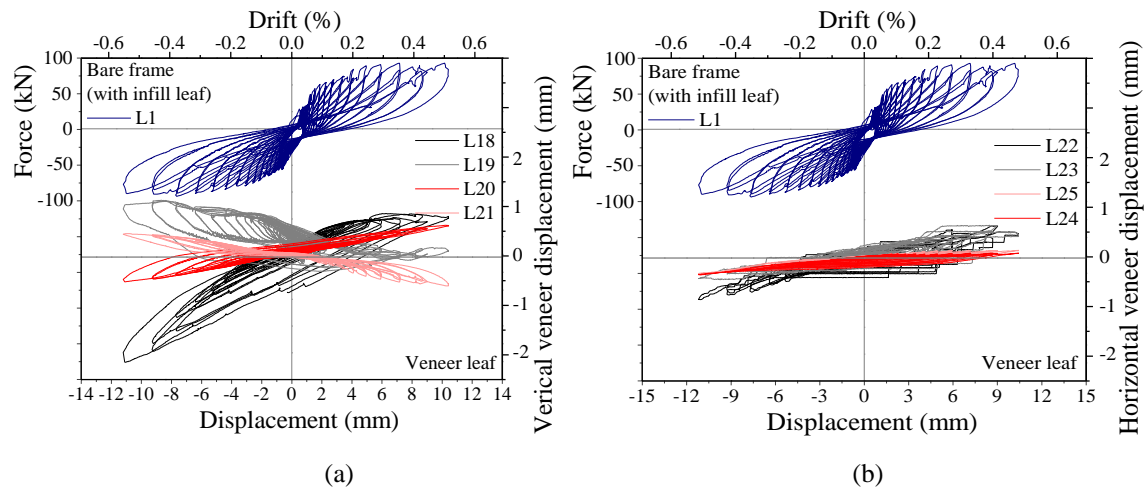 Drift (%)
-0.6 -0.4 -0.2 0.0 0.2 0.4 0.6
100
50
0
-50
-100
Force (kN)
Bare frame
(with infill leaf)
L1
L18
L19
L20
L21
2
1
0
-1
-2
Verical veneer displacement (mm)
Veneer leaf
-14 -12 -10 -8 -6 -4 -2 0 2 4 6 8 10 12 14
Displacement (mm)
(a)
Drift (%)
-0.6 -0.4 -0.2 0.0 0.2 0.4 0.6
100
50
0
-50
-100
Force (kN)
Bare frame
(with infill leaf)
L1
L22
L23
L25
L24
2
1
0
-1
-2
Horizontal veneer displacement (mm)
Veneer leaf
-15 -12 -9 -6 -3 0 3 6 9 12 15
Displacement (mm)
(b)